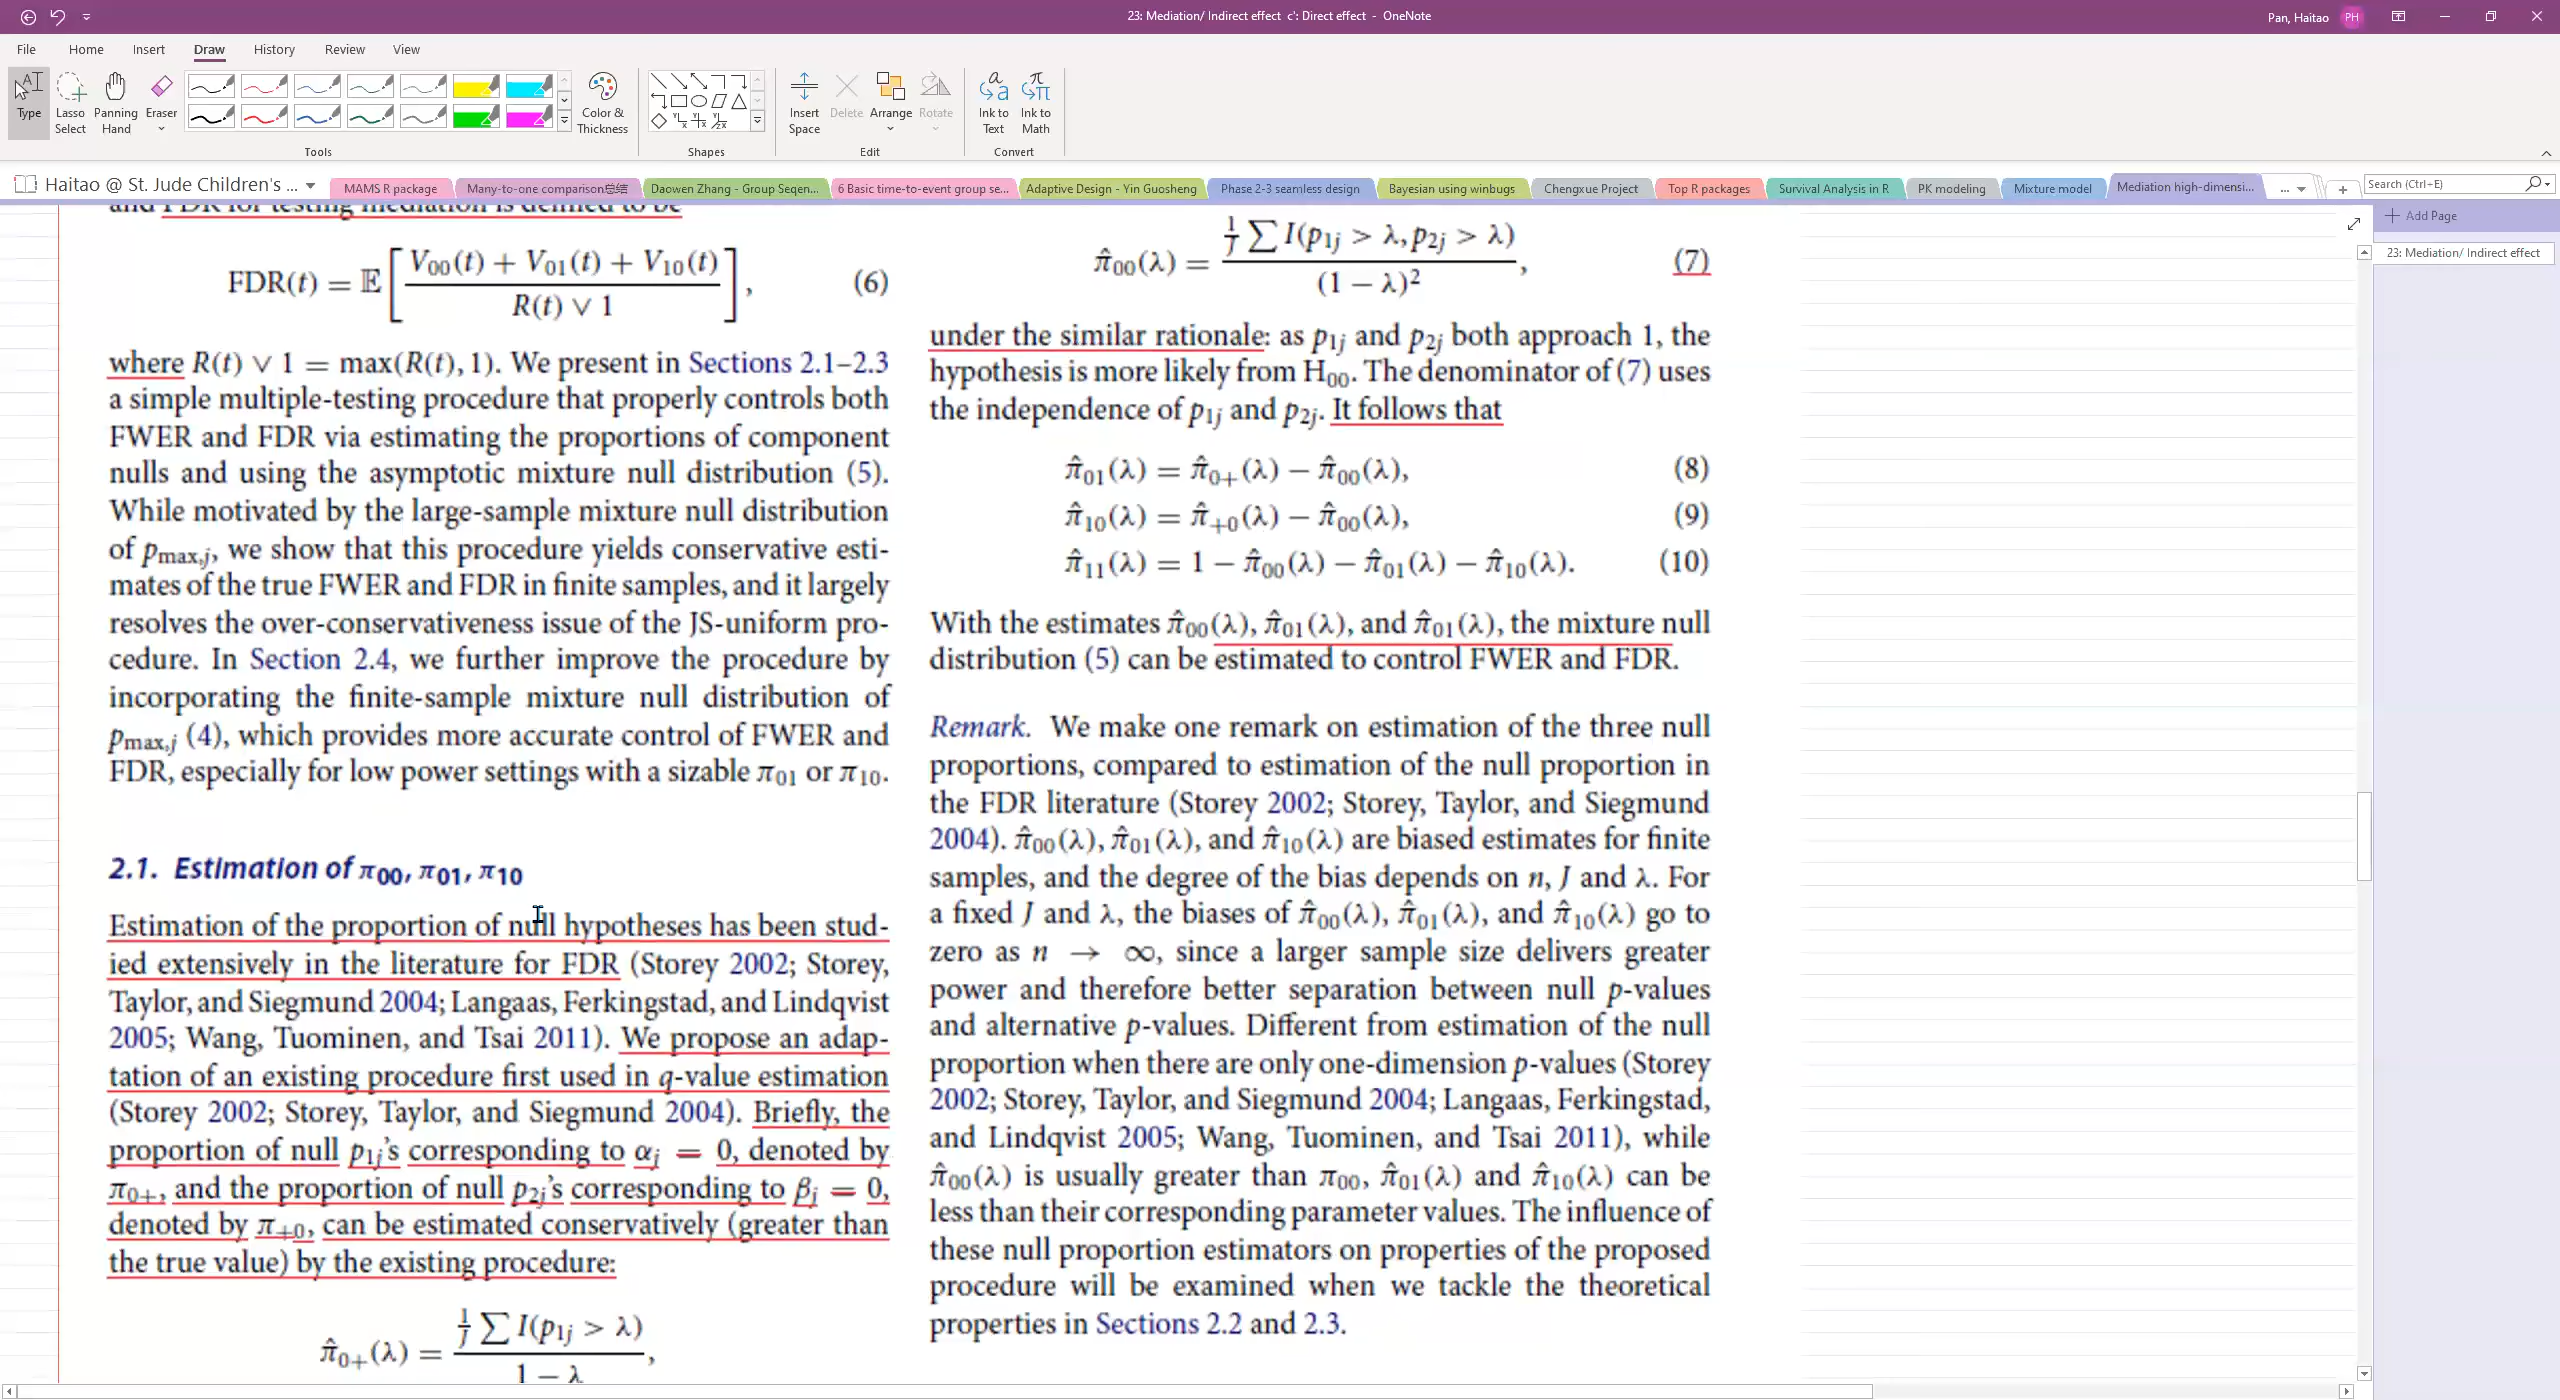 23: Mediation/ Indirect effect  c': Direct effect  -  OneNote
Pan, Haitao
PH
File
Home
Insert
Draw
History
Review
View
Type
Lasso
Select
Panning
Hand
Eraser
Color &
Thickness
Insert
Space
Delete
Arrange
Rotate
Ink to
Text
Ink to
Math
Tools
Shapes
Edit
Convert
Haitao @ St. Jude Children's ...
MAMS R package
Many-to-one comparison总结
Daowen Zhang - Group Seqen...
6 Basic time-to-event group se...
Adaptive Design - Yin Guosheng
Phase 2-3 seamless design
Bayesian using winbugs
Chengxue Project
Top R packages
Survival Analysis in R
PK modeling
Mixture model
Mediation high-dimensi...
...
Search (Ctrl+E)
Add Page
23: Mediation/ Indirect effect
and FDR for testing mediation is defined to be
FDR(t) = 𝔼 [ (V₀₀(t) + V₀₁(t) + V₁₀(t)) / (R(t) ∨ 1) ], (6)
where R(t) ∨ 1 = max(R(t), 1). We present in Sections 2.1–2.3
a simple multiple-testing procedure that properly controls both
FWER and FDR via estimating the proportions of component
nulls and using the asymptotic mixture null distribution (5).
While motivated by the large-sample mixture null distribution
of p_max,j, we show that this procedure yields conservative esti-
mates of the true FWER and FDR in finite samples, and it largely
resolves the over-conservativeness issue of the JS-uniform pro-
cedure. In Section 2.4, we further improve the procedure by
incorporating the finite-sample mixture null distribution of
p_max,j (4), which provides more accurate control of FWER and
FDR, especially for low power settings with a sizable π₀₁ or π₁₀.
2.1. Estimation of π₀₀, π₀₁, π₁₀
Estimation of the proportion of null hypotheses has been stud-
ied extensively in the literature for FDR (Storey 2002; Storey,
Taylor, and Siegmund 2004; Langaas, Ferkingstad, and Lindqvist
2005; Wang, Tuominen, and Tsai 2011). We propose an adap-
tation of an existing procedure first used in q-value estimation
(Storey 2002; Storey, Taylor, and Siegmund 2004). Briefly, the
proportion of null p₁ⱼ's corresponding to αⱼ = 0, denoted by
π₀₊, and the proportion of null p₂ⱼ's corresponding to βⱼ = 0,
denoted by π₊₀, can be estimated conservatively (greater than
the true value) by the existing procedure:
π̂₀₊(λ) = (1/J ∑ I(p₁ⱼ > λ)) / (1 − λ),
π̂₀₀(λ) = (1/J ∑ I(p₁ⱼ > λ, p₂ⱼ > λ)) / (1 − λ)², (7)
under the similar rationale: as p₁ⱼ and p₂ⱼ both approach 1, the
hypothesis is more likely from H₀₀. The denominator of (7) uses
the independence of p₁ⱼ and p₂ⱼ. It follows that
π̂₀₁(λ) = π̂₀₊(λ) − π̂₀₀(λ), (8)
π̂₁₀(λ) = π̂₊₀(λ) − π̂₀₀(λ), (9)
π̂₁₁(λ) = 1 − π̂₀₀(λ) − π̂₀₁(λ) − π̂₁₀(λ). (10)
With the estimates π̂₀₀(λ), π̂₀₁(λ), and π̂₀₁(λ), the mixture null
distribution (5) can be estimated to control FWER and FDR.
Remark. We make one remark on estimation of the three null
proportions, compared to estimation of the null proportion in
the FDR literature (Storey 2002; Storey, Taylor, and Siegmund
2004). π̂₀₀(λ), π̂₀₁(λ), and π̂₁₀(λ) are biased estimates for finite
samples, and the degree of the bias depends on n, J and λ. For
a fixed J and λ, the biases of π̂₀₀(λ), π̂₀₁(λ), and π̂₁₀(λ) go to
zero as n → ∞, since a larger sample size delivers greater
power and therefore better separation between null p-values
and alternative p-values. Different from estimation of the null
proportion when there are only one-dimension p-values (Storey
2002; Storey, Taylor, and Siegmund 2004; Langaas, Ferkingstad,
and Lindqvist 2005; Wang, Tuominen, and Tsai 2011), while
π̂₀₀(λ) is usually greater than π₀₀, π̂₀₁(λ) and π̂₁₀(λ) can be
less than their corresponding parameter values. The influence of
these null proportion estimators on properties of the proposed
procedure will be examined when we tackle the theoretical
properties in Sections 2.2 and 2.3.